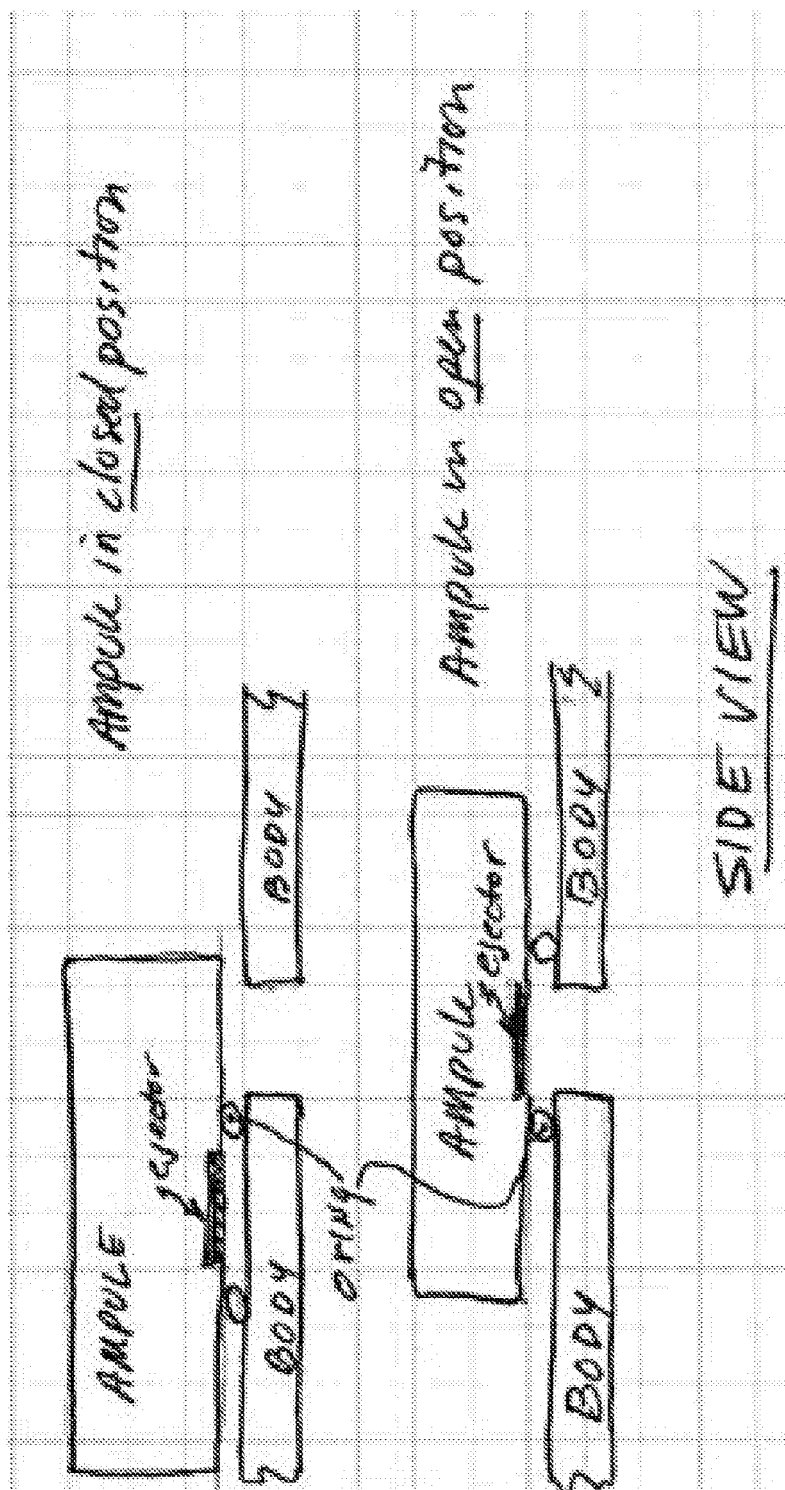 Ampule in closed position
AMPULE
ejector
BODY
BODY
oring
Ampule in open position
AMPULE
ejector
BODY
BODY
SIDE VIEW